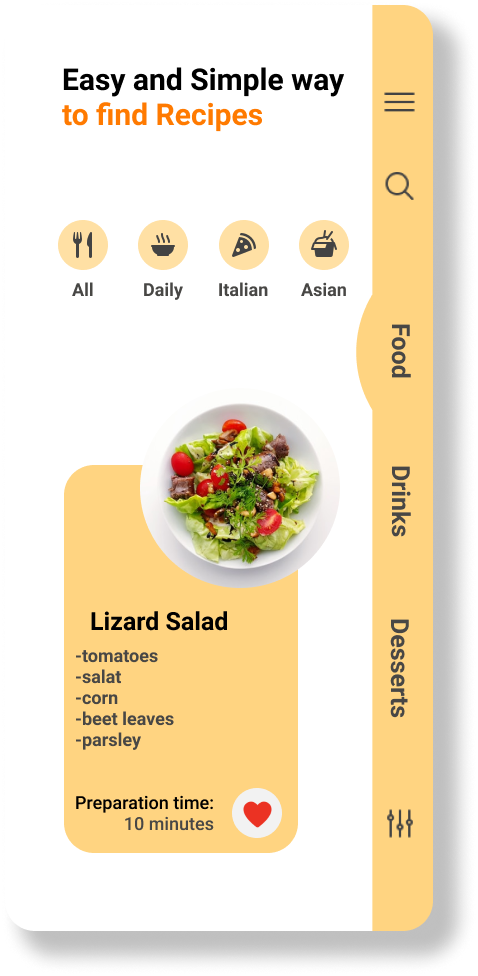 Easy and Simple way
to find Recipes
All
Daily
Italian
Asian
Lizard Salad
-tomatoes
-salat
-corn
-beet leaves
-parsley
Preparation time:
10 minutes
Food
Drinks
Desserts